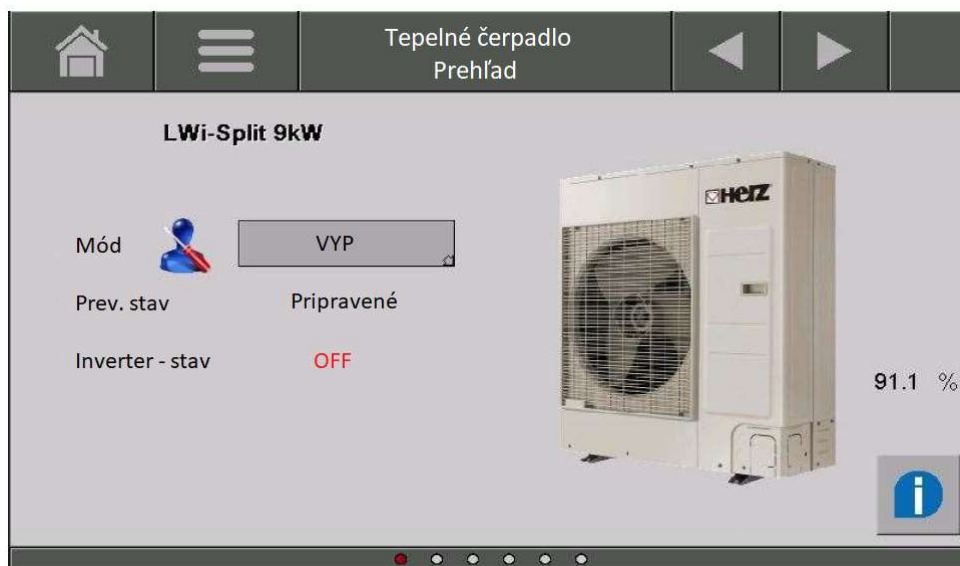 Tepelné čerpadlo
Prehľad
LWi-Split 9kW
Mód
VYP
Prev. stav
Pripravené
Inverter - stav
OFF
Herz
91.1 %
i